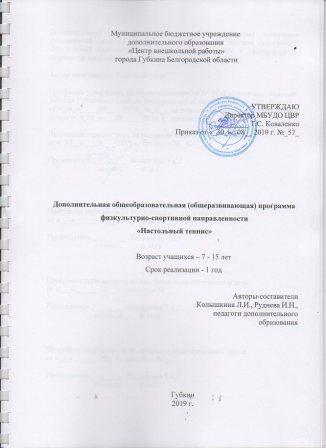 Муниципальное бюджетное учреждение
дополнительного образования
«Центр внешкольной работы»
города Губкина Белгородской области
УТВЕРЖДАЮ
Директор МБУДО ЦВР
Т.С. Коваленко
Приказ от 30 08 2019 г. №_57_
Дополнительная общеобразовательная (общеразвивающая) программа
физкультурно-спортивной направленности
«Настольный теннис»
Возраст учащихся – 7 - 15 лет
Срок реализации - 1 год
Авторы-составители
Колышкина Л.И., Руднева И.Н.,
педагоги дополнительного
образования
Губкин
2019 г.